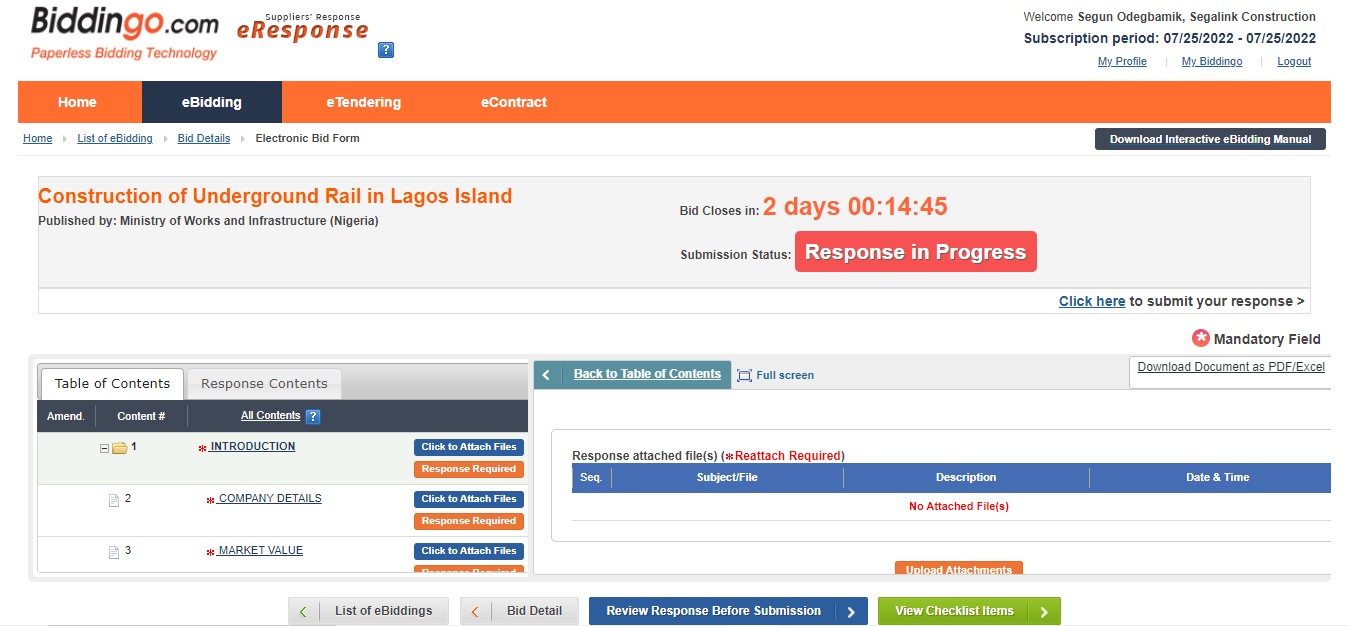 Biddingo.com
Paperless Bidding Technology
Suppliers' Response
eResponse
?
Welcome Segun Odegbamik, Segalink Construction
Subscription period: 07/25/2022 - 07/25/2022
My Profile | My Biddingo | Logout
Home eBidding eTendering eContract
Home List of eBidding Bid Details Electronic Bid Form
Download Interactive eBidding Manual
Construction of Underground Rail in Lagos Island
Published by: Ministry of Works and Infrastructure (Nigeria)
Bid Closes in: 2 days 00:14:45
Submission Status: Response in Progress
Click here to submit your response >
* Mandatory Field
Table of Contents Response Contents
Amend. Content # All Contents ?
1 * INTRODUCTION Click to Attach Files
Response Required
2 * COMPANY DETAILS Click to Attach Files
Response Required
3 * MARKET VALUE Click to Attach Files
Response Required
< Back to Table of Contents Full screen
Download Document as PDF/Excel
Response attached file(s) (*Reattach Required)
Seq. Subject/File Description Date & Time
No Attached File(s)
Upload Attachments
< List of eBiddings < Bid Detail Review Response Before Submission > View Checklist Items >